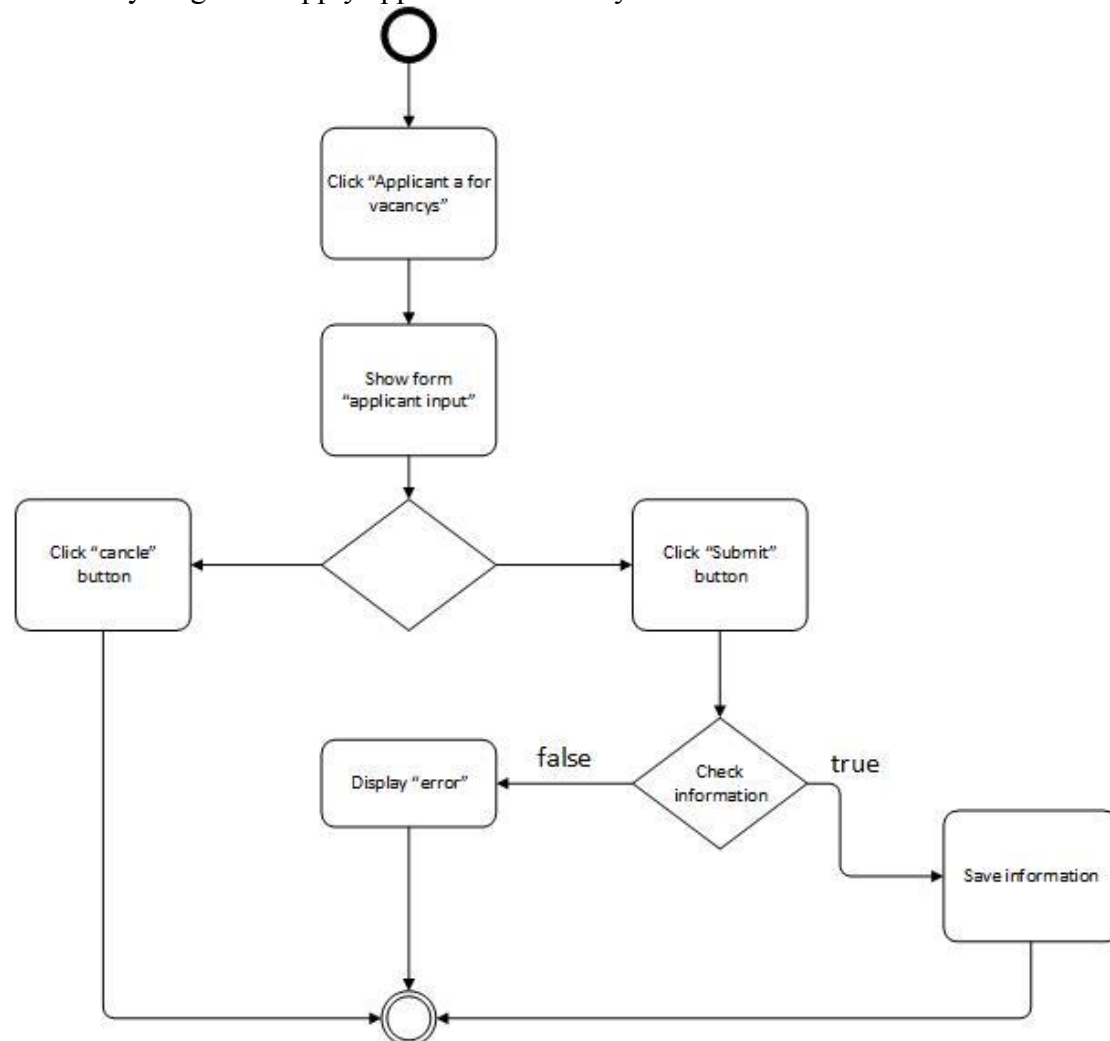 Click “Applicant a for
vacancys”
Show form
“applicant input”
Click “cancle”
button
Click “Submit”
button
false
Check
information
true
Display “error”
Save information